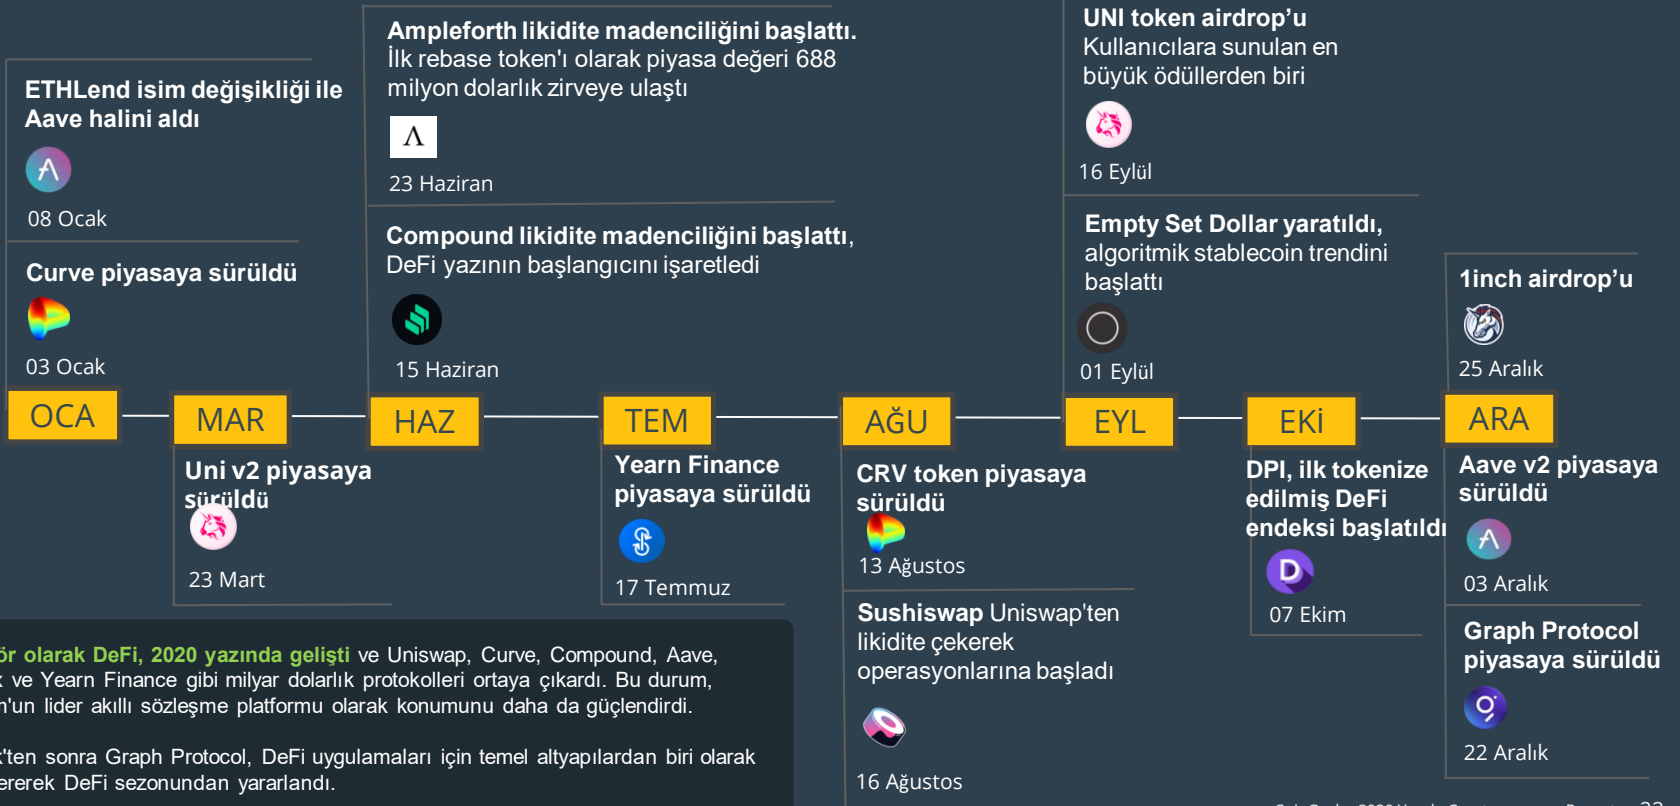 ETHLend isim değişikliği ile
Aave halini aldı
08 Ocak
Curve piyasaya sürüldü
03 Ocak
Ampleforth likidite madenciliğini başlattı.
İlk rebase token'ı olarak piyasa değeri 688
milyon dolarlık zirveye ulaştı
23 Haziran
Compound likidite madenciliğini başlattı,
DeFi yazının başlangıcını işaretledi
15 Haziran
UNI token airdrop’u
Kullanıcılara sunulan en
büyük ödüllerden biri
16 Eylül
Empty Set Dollar yaratıldı,
algoritmik stablecoin trendini
başlattı
01 Eylül
1inch airdrop’u
25 Aralık
OCA
MAR
HAZ
TEM
AĞU
EYL
EKİ
ARA
Uni v2 piyasaya
sürüldü
23 Mart
Yearn Finance
piyasaya sürüldü
17 Temmuz
CRV token piyasaya
sürüldü
13 Ağustos
Sushiswap Uniswap'ten
likidite çekerek
operasyonlarına başladı
16 Ağustos
DPI, ilk tokenize
edilmiş DeFi
endeksi başlatıldı
07 Ekim
Aave v2 piyasaya
sürüldü
03 Aralık
Graph Protocol
piyasaya sürüldü
22 Aralık
ör olarak DeFi, 2020 yazında gelişti ve Uniswap, Curve, Compound, Aave,
ve Yearn Finance gibi milyar dolarlık protokolleri ortaya çıkardı. Bu durum,
'un lider akıllı sözleşme platformu olarak konumunu daha da güçlendirdi.
'ten sonra Graph Protocol, DeFi uygulamaları için temel altyapılardan biri olarak
ererek DeFi sezonundan yararlandı.